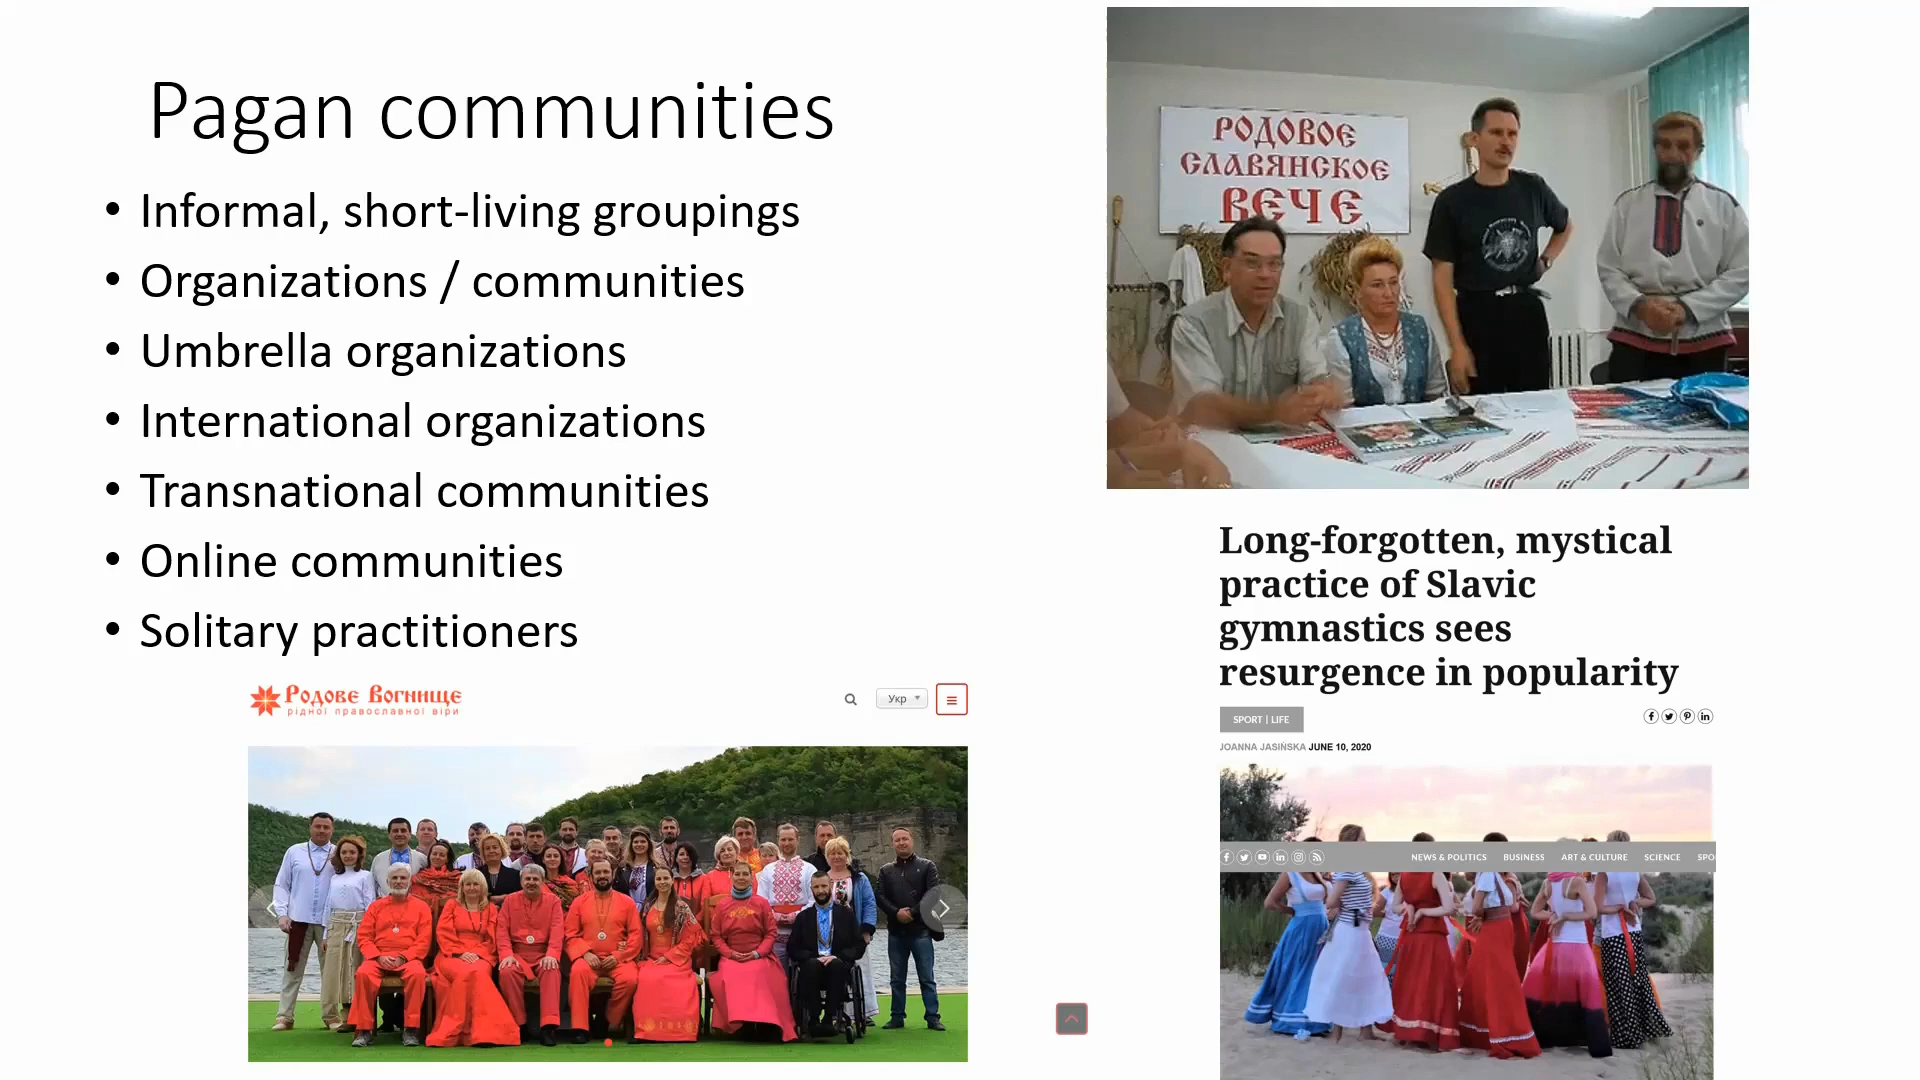 Pagan communities
• Informal, short-living groupings
• Organizations / communities
• Umbrella organizations
• International organizations
• Transnational communities
• Online communities
• Solitary practitioners
РОДОВОЕ
СЛАВЯНСКОЕ
ВЕЧЕ
Родове Вогнище
рідної православної віри
Укр
Long-forgotten, mystical
practice of Slavic
gymnastics sees
resurgence in popularity
SPORT | LIFE
JOANNA JASIŃSKA JUNE 10, 2020
NEWS & POLITICS BUSINESS ART & CULTURE SCIENCE SPO